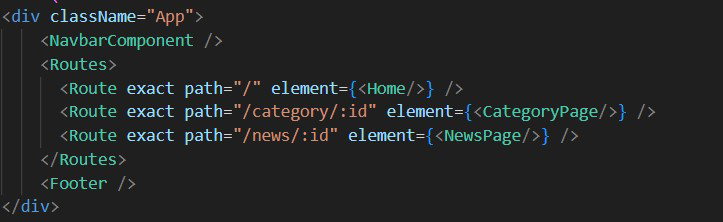 <div className="App">
<NavbarComponent />
<Routes>
<Route exact path="/" element={<Home/>} />
<Route exact path="/category/:id" element={<CategoryPage/>} />
<Route exact path="/news/:id" element={<NewsPage/>} />
</Routes>
<Footer />
</div>